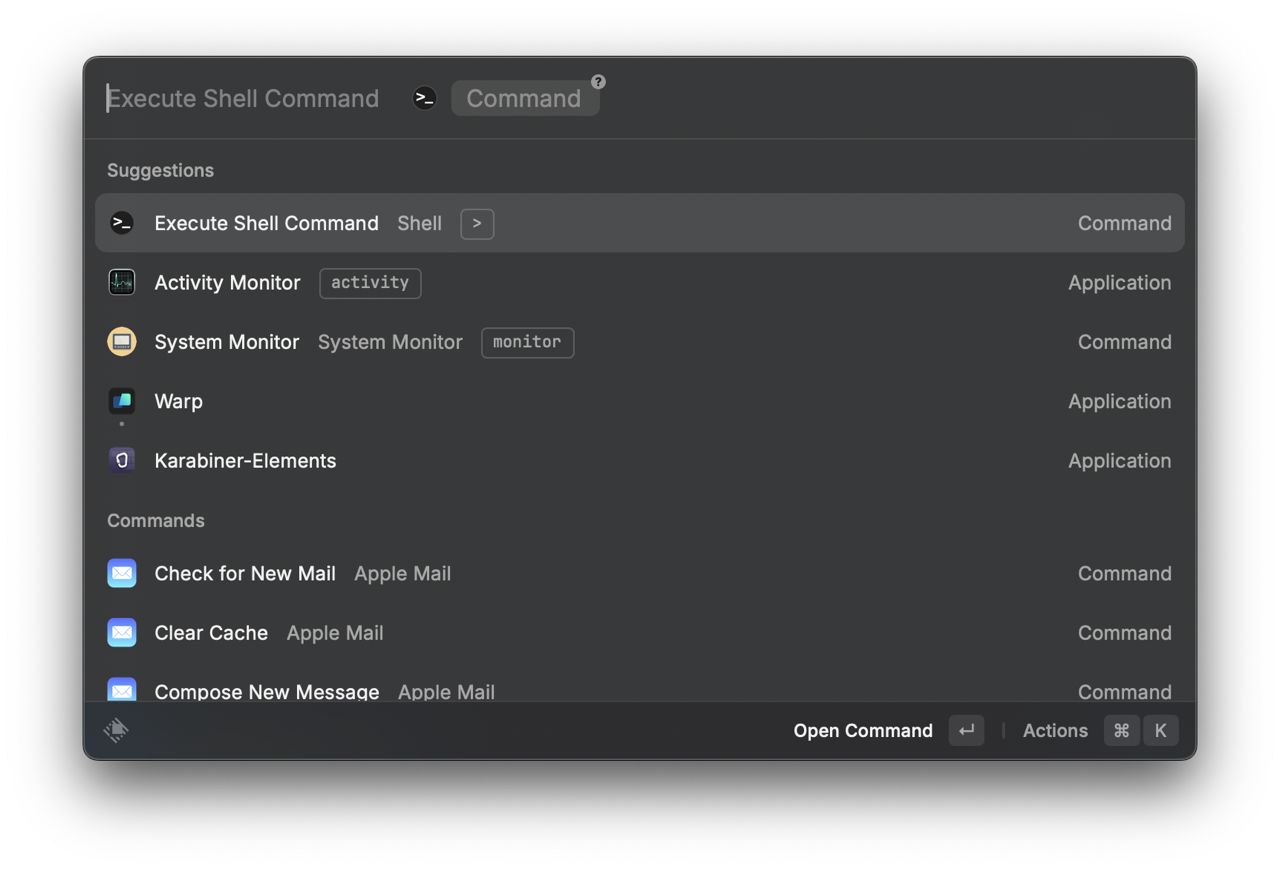 Execute Shell Command >_ Command ?
Suggestions
>_ Execute Shell Command Shell > Command
Activity Monitor activity Application
System Monitor System Monitor monitor Command
Warp Application
Karabiner-Elements Application
Commands
Check for New Mail Apple Mail Command
Clear Cache Apple Mail Command
Compose New Message Apple Mail Command
Open Command ↵ | Actions ⌘ K